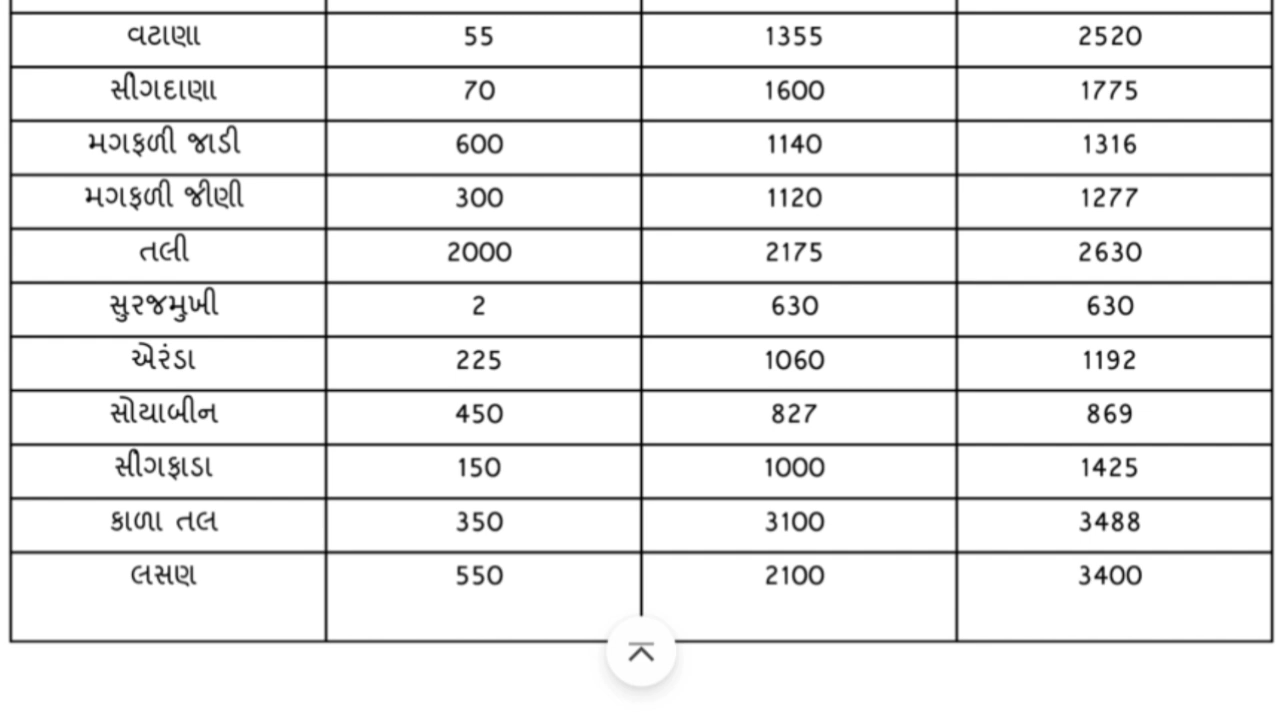 વટાણા 55 1355 2520
સીંગદાણા 70 1600 1775
મગફળી જાડી 600 1140 1316
મગફળી જીણી 300 1120 1277
તલી 2000 2175 2630
સુરજમુખી 2 630 630
એરંડા 225 1060 1192
સોયાબીન 450 827 869
સીંગફાડા 150 1000 1425
કાળા તલ 350 3100 3488
લસણ 550 2100 3400